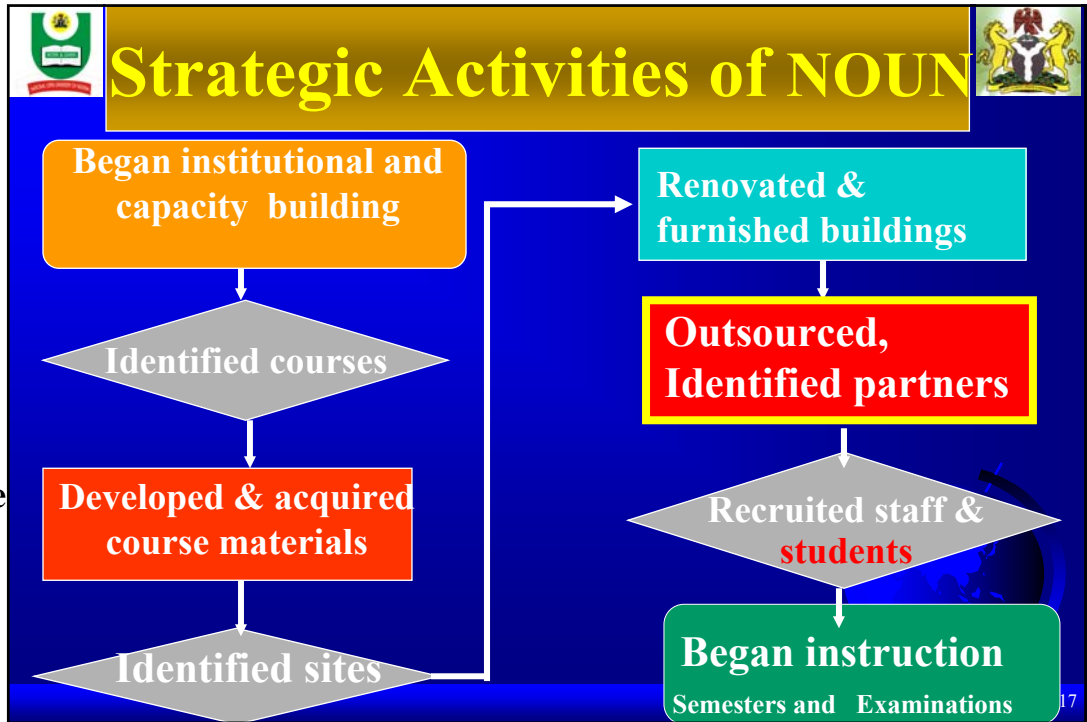 Strategic Activities of NOUN
Began institutional and
capacity building
Identified courses
Developed & acquired
course materials
Identified sites
Renovated &
furnished buildings
Outsourced,
Identified partners
Recruited staff &
students
Began instruction
Semesters and Examinations
e
17